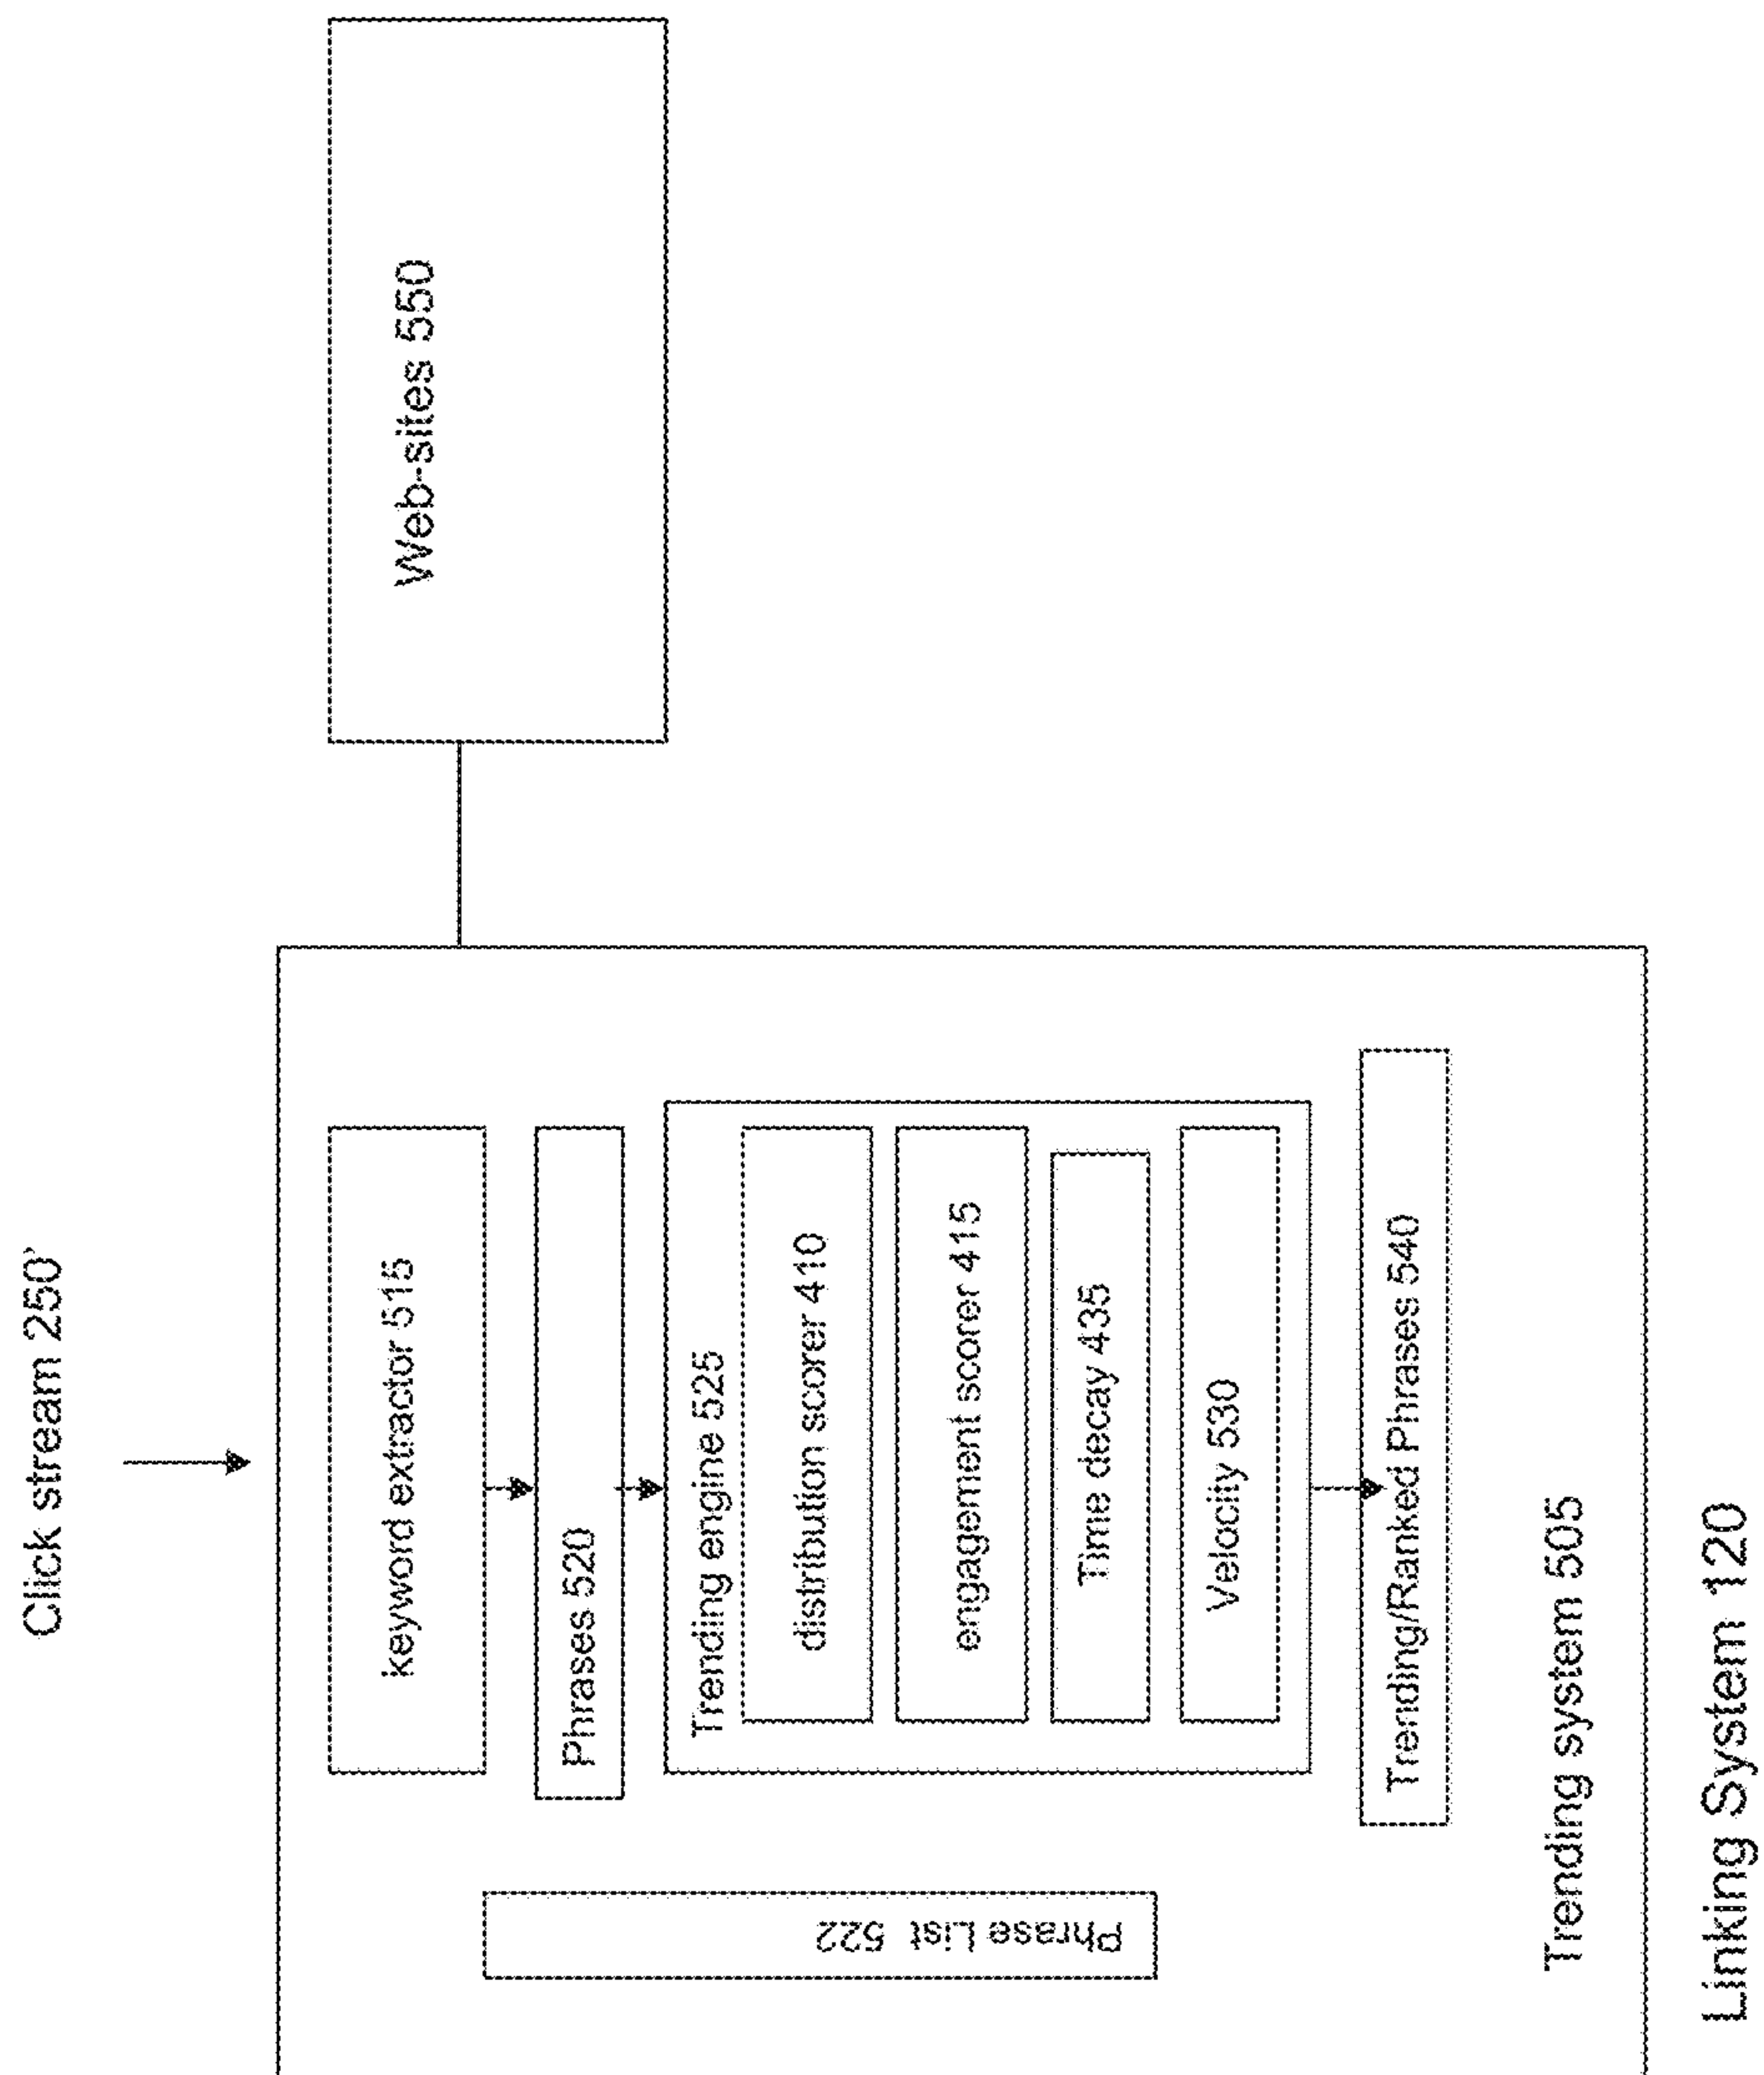 Click stream 250'
keyword extractor 515
Phrases 520
Trending engine 525
distribution scorer 410
engagement scorer 415
Time decay 435
Velocity 530
Trending/Ranked Phrases 540
Phrase List 522
Trending system 505
Linking System 120
Web-sites 550